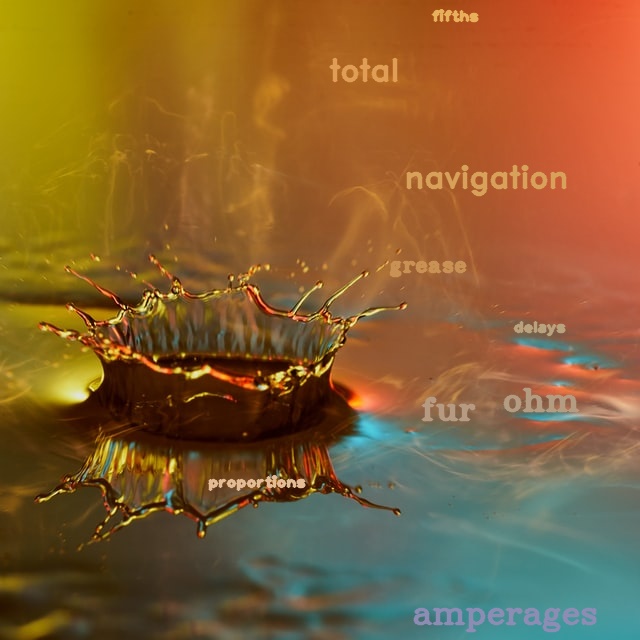 fifths
total
navigation
grease
delays
ohm
fur
proportions
amperages